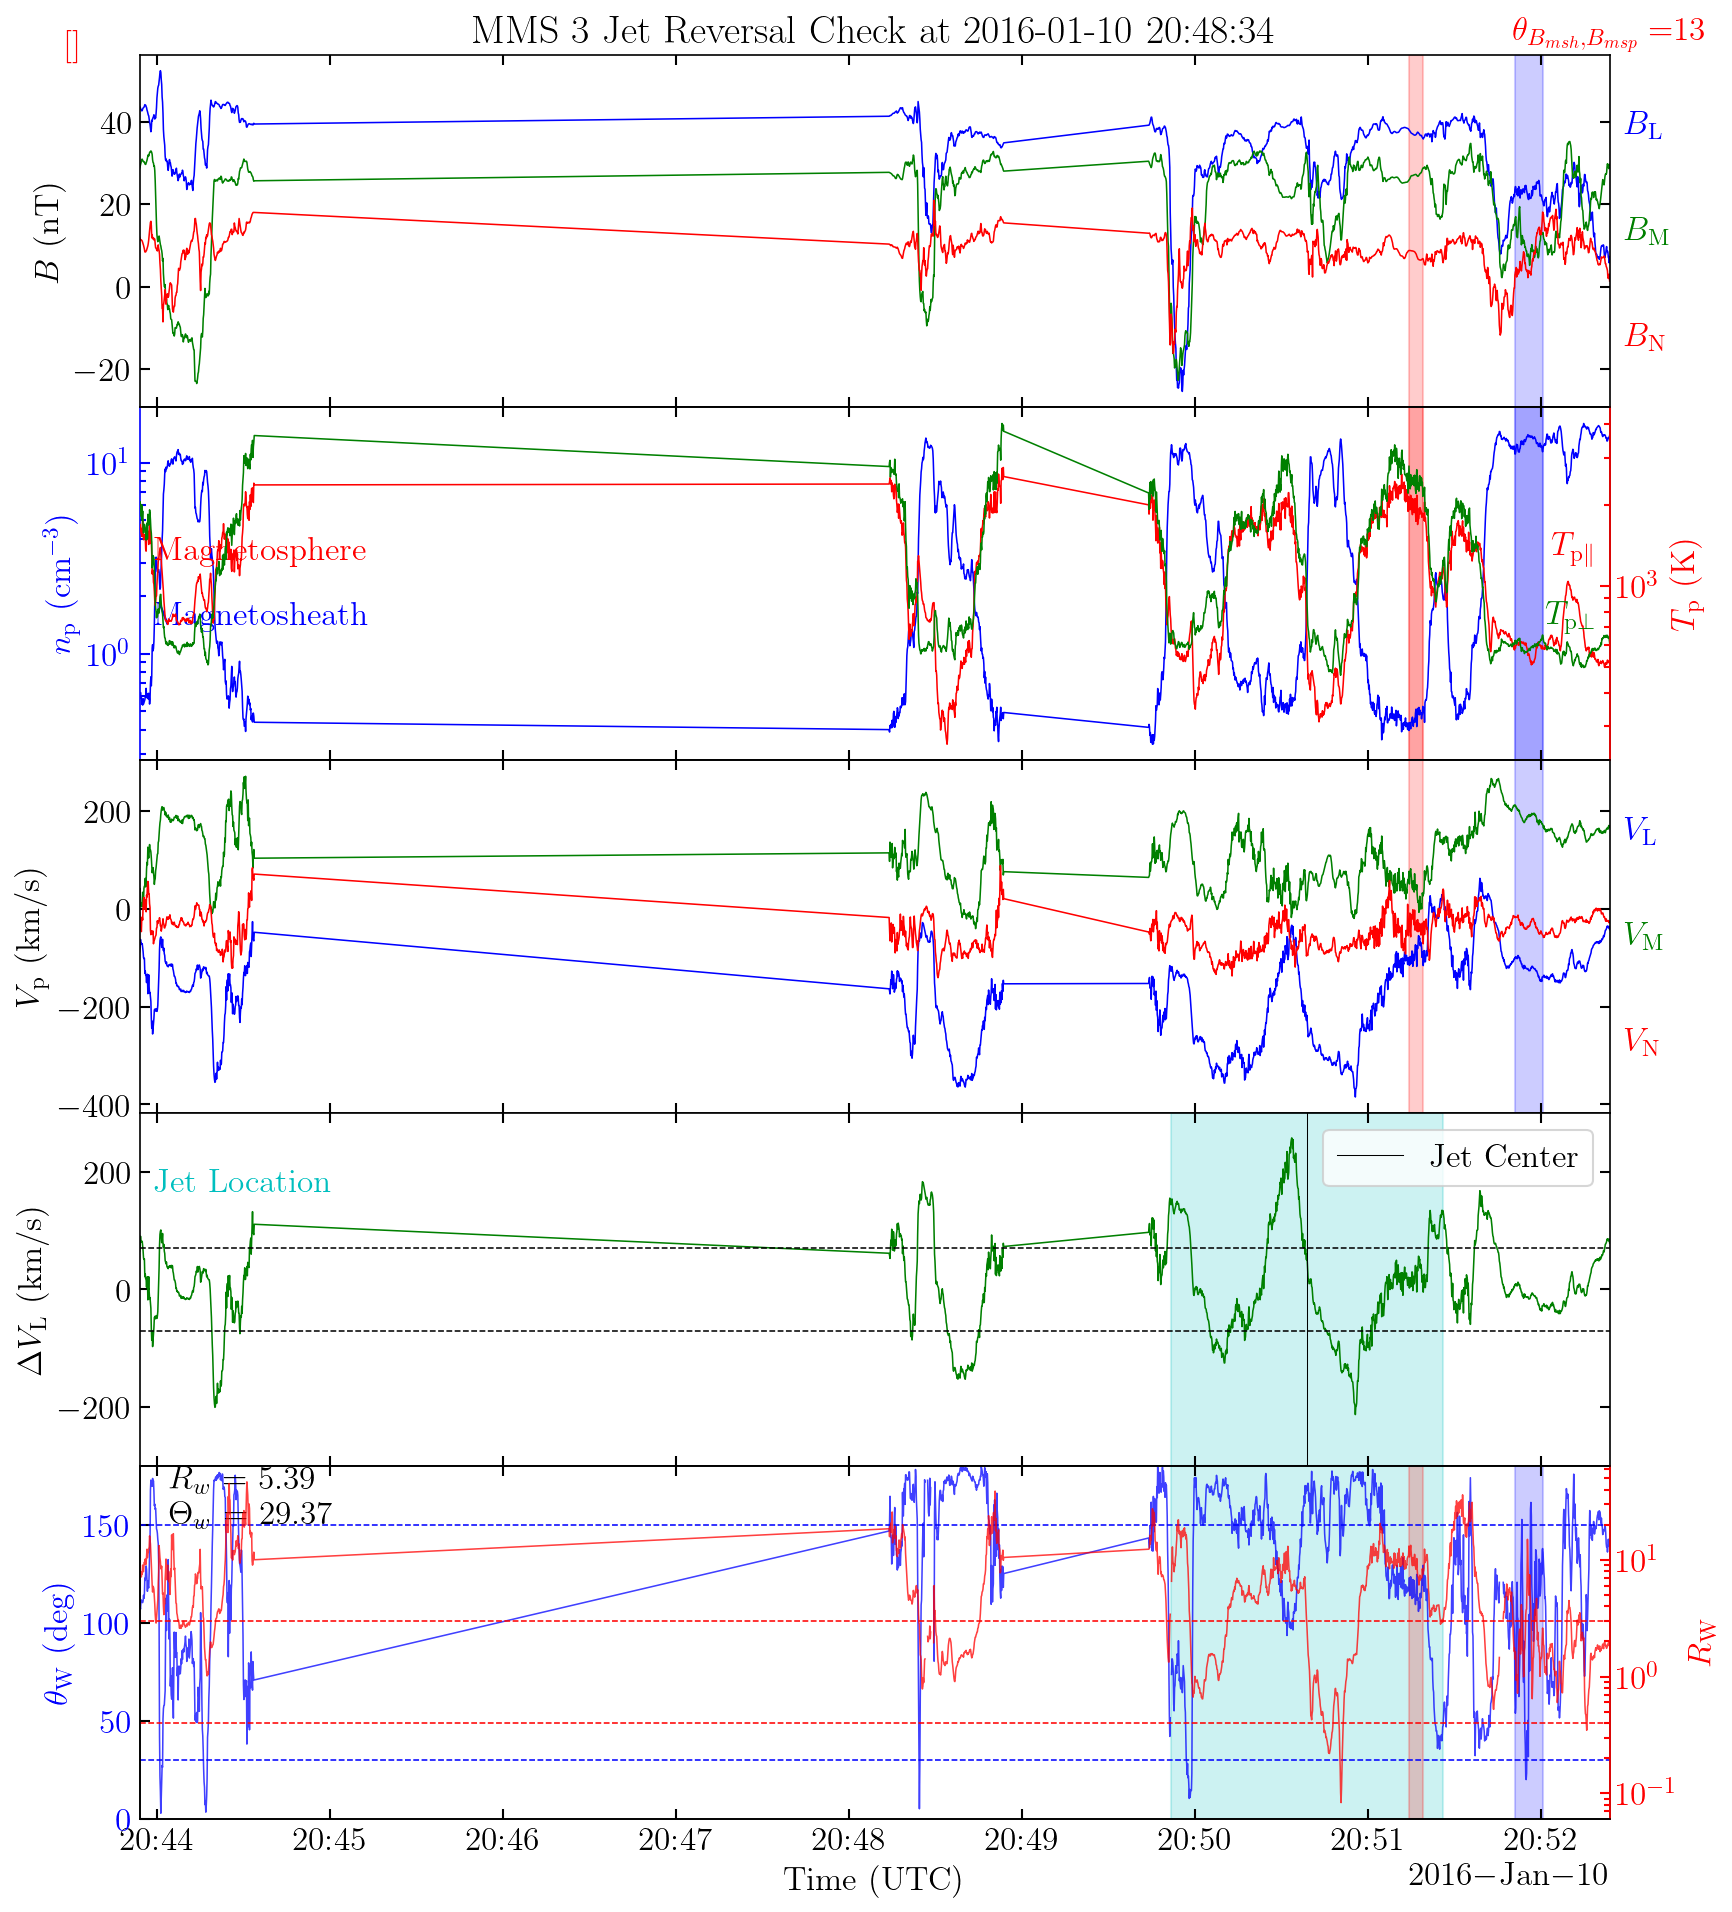 MMS 3 Jet Reversal Check at 2016-01-10 20:48:34
[]
θ_{B_{msh},B_{msp}} =13
B (nT)
40
20
0
−20
B_L
B_M
B_N
n_p (cm^{−3})
10^1
10^0
Magnetosphere
Magnetosheath
T_{p∥}
T_{p⊥}
10^3
T_p (K)
V_p (km/s)
200
0
−200
−400
V_L
V_M
V_N
ΔV_L (km/s)
200
0
−200
Jet Location
Jet Center
θ_W (deg)
150
100
50
0
R_w = 5.39
Θ_w = 29.37
10^1
10^0
10^{−1}
R_W
20:44 20:45 20:46 20:47 20:48 20:49 20:50 20:51 20:52
Time (UTC)
2016−Jan−10